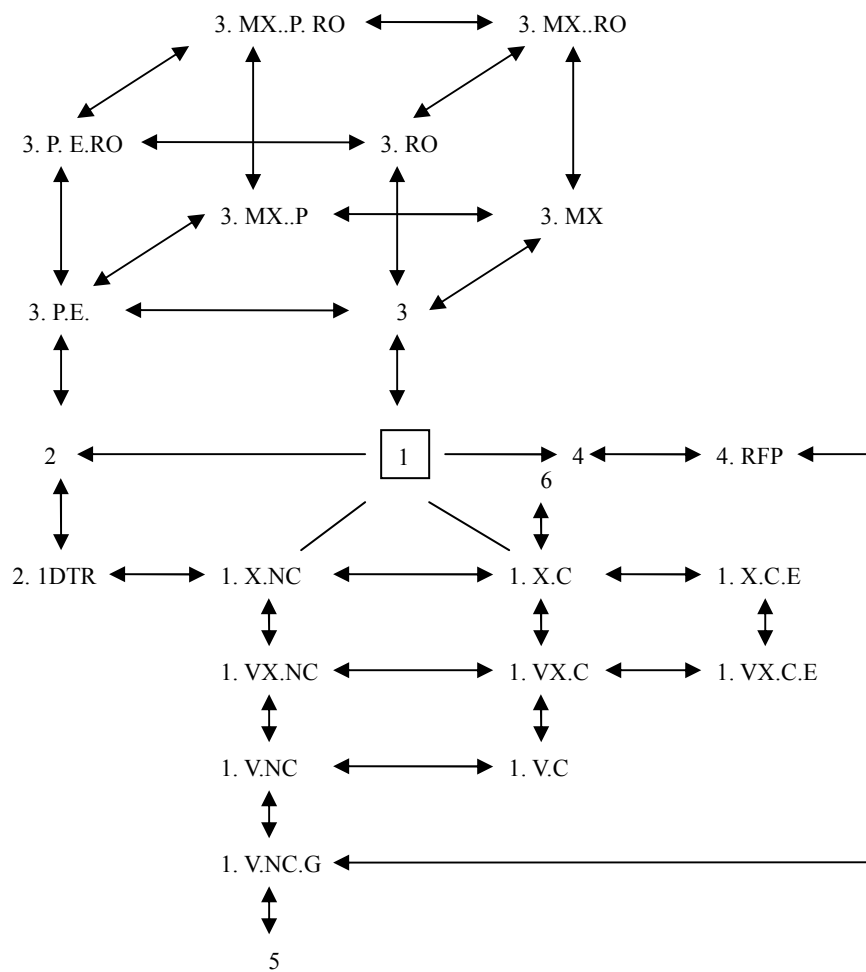 3. MX..P. RO 3. MX..RO
3. P. E.RO 3. RO
3. MX..P 3. MX
3. P.E. 3
2 1 4 4. RFP
6
2. 1DTR 1. X.NC 1. X.C 1. X.C.E
1. VX.NC 1. VX.C 1. VX.C.E
1. V.NC 1. V.C
1. V.NC.G
5